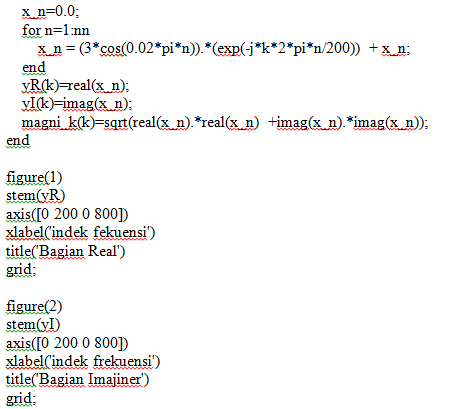 x_n=0.0;
for n=1:nn
x_n = (3*cos(0.02*pi*n)).*(exp(-j*k*2*pi*n/200)) + x_n;
end
yR(k)=real(x_n);
yI(k)=imag(x_n);
magni_k(k)=sqrt(real(x_n).*real(x_n) +imag(x_n).*imag(x_n));
end
figure(1)
stem(yR)
axis([0 200 0 800])
xlabel('indek fekuensi')
title('Bagian Real')
grid;
figure(2)
stem(yI)
axis([0 200 0 800])
xlabel('indek frekuensi')
title('Bagian Imajiner')
grid;